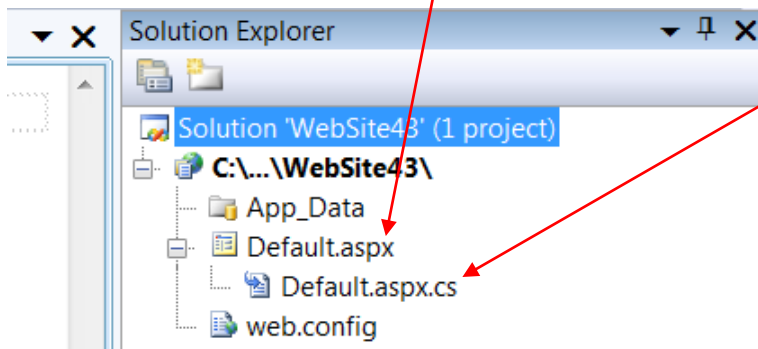 Solution Explorer
Solution 'WebSite43' (1 project)
C:\...\WebSite43\
App_Data
Default.aspx
Default.aspx.cs
web.config